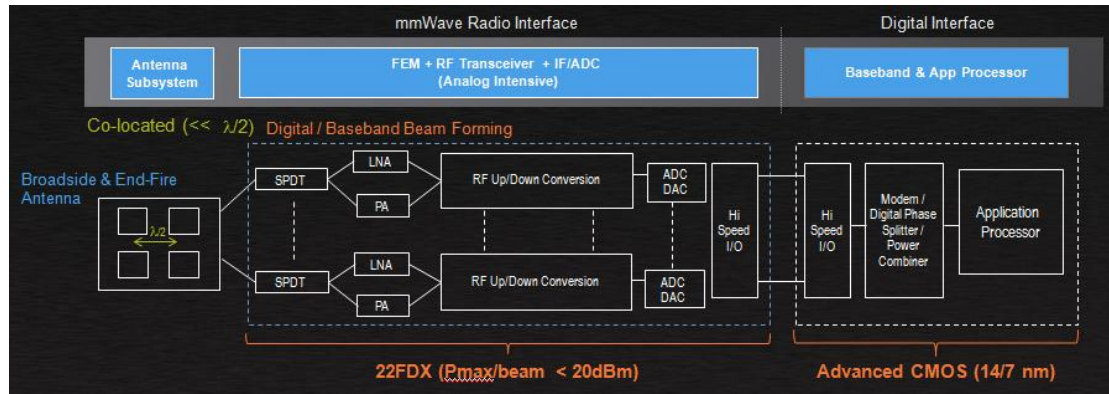 mmWave Radio Interface
Digital Interface
Antenna
Subsystem
FEM + RF Transceiver + IF/ADC
(Analog Intensive)
Baseband & App Processor
Co-located (<< λ/2)
Digital / Baseband Beam Forming
Broadside & End-Fire
Antenna
λ/2
SPDT
LNA
PA
RF Up/Down Conversion
ADC
DAC
SPDT
LNA
PA
RF Up/Down Conversion
ADC
DAC
Hi
Speed
I/O
Hi
Speed
I/O
Modem /
Digital Phase
Splitter /
Power
Combiner
Application
Processor
22FDX (Pmax/beam < 20dBm)
Advanced CMOS (14/7 nm)